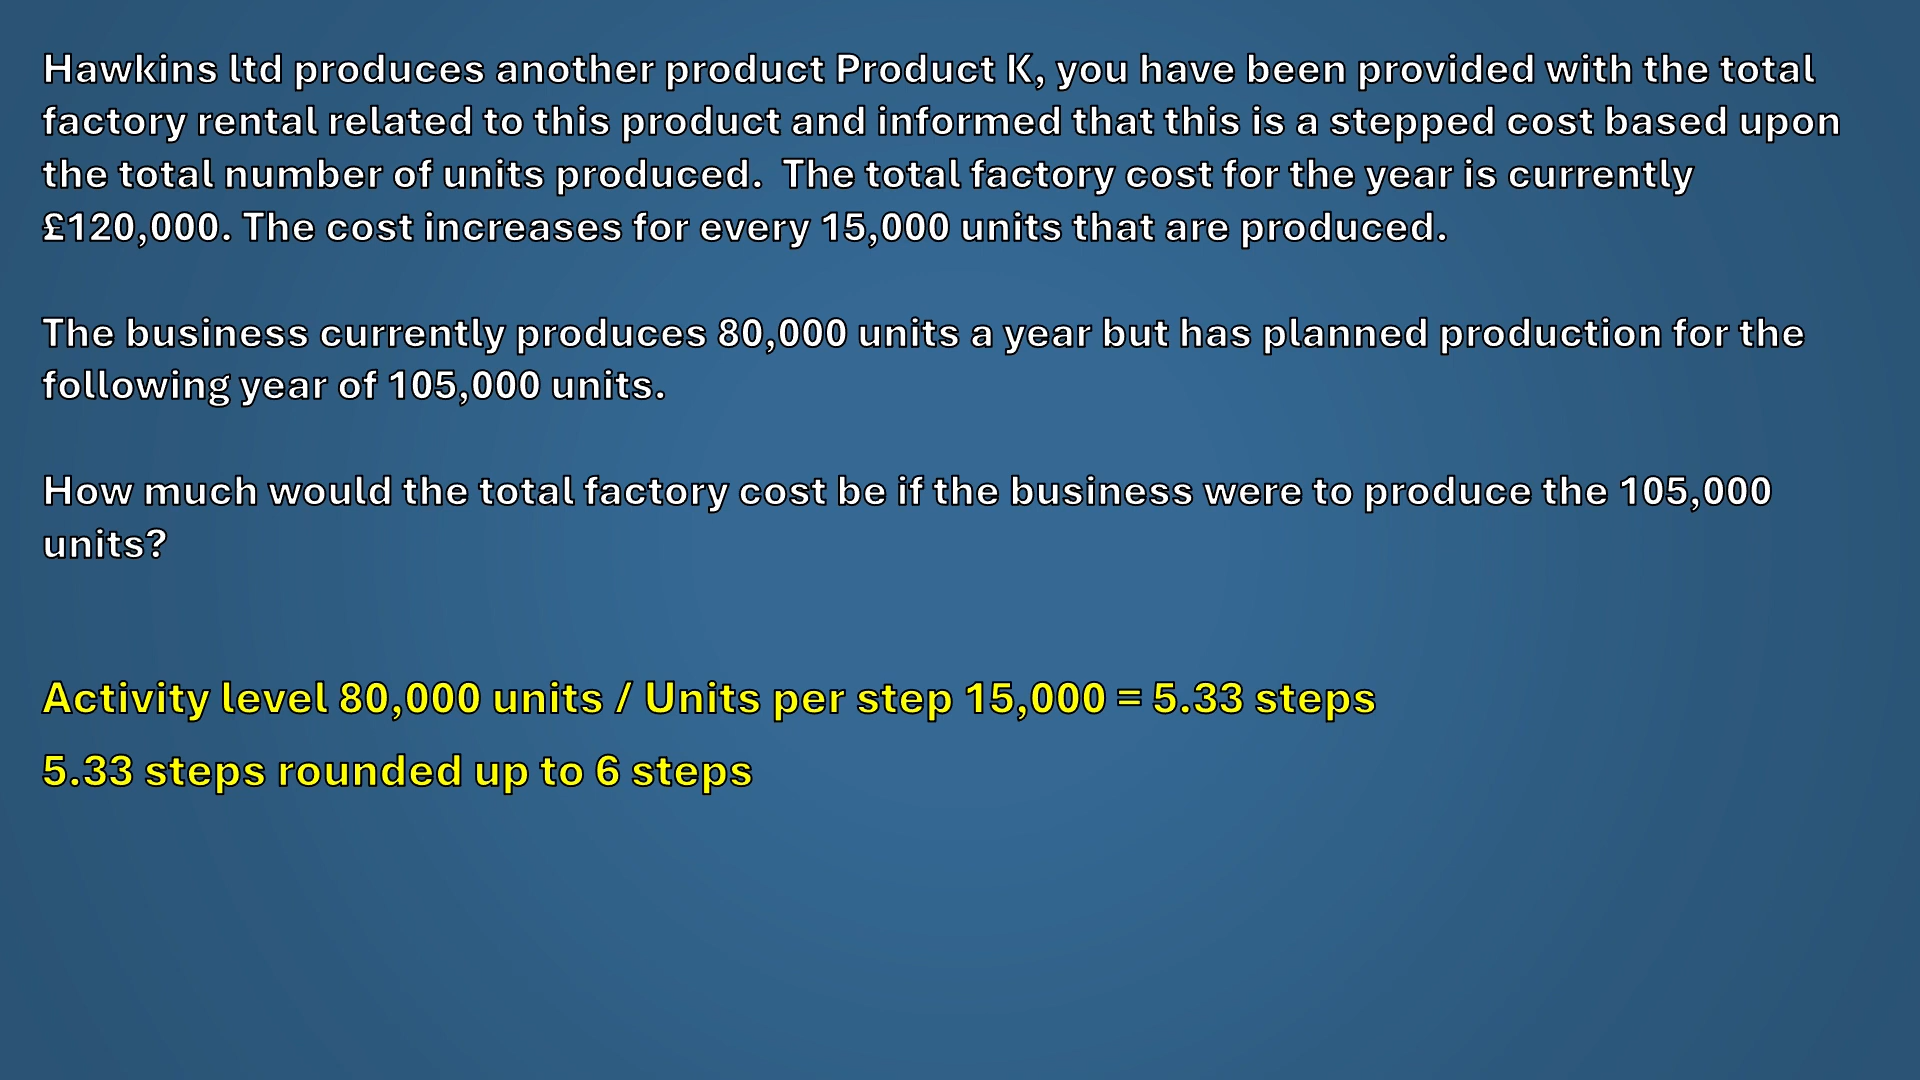 Hawkins ltd produces another product Product K, you have been provided with the total
factory rental related to this product and informed that this is a stepped cost based upon
the total number of units produced.  The total factory cost for the year is currently
£120,000. The cost increases for every 15,000 units that are produced.
The business currently produces 80,000 units a year but has planned production for the
following year of 105,000 units.
How much would the total factory cost be if the business were to produce the 105,000
units?
Activity level 80,000 units / Units per step 15,000 = 5.33 steps
5.33 steps rounded up to 6 steps